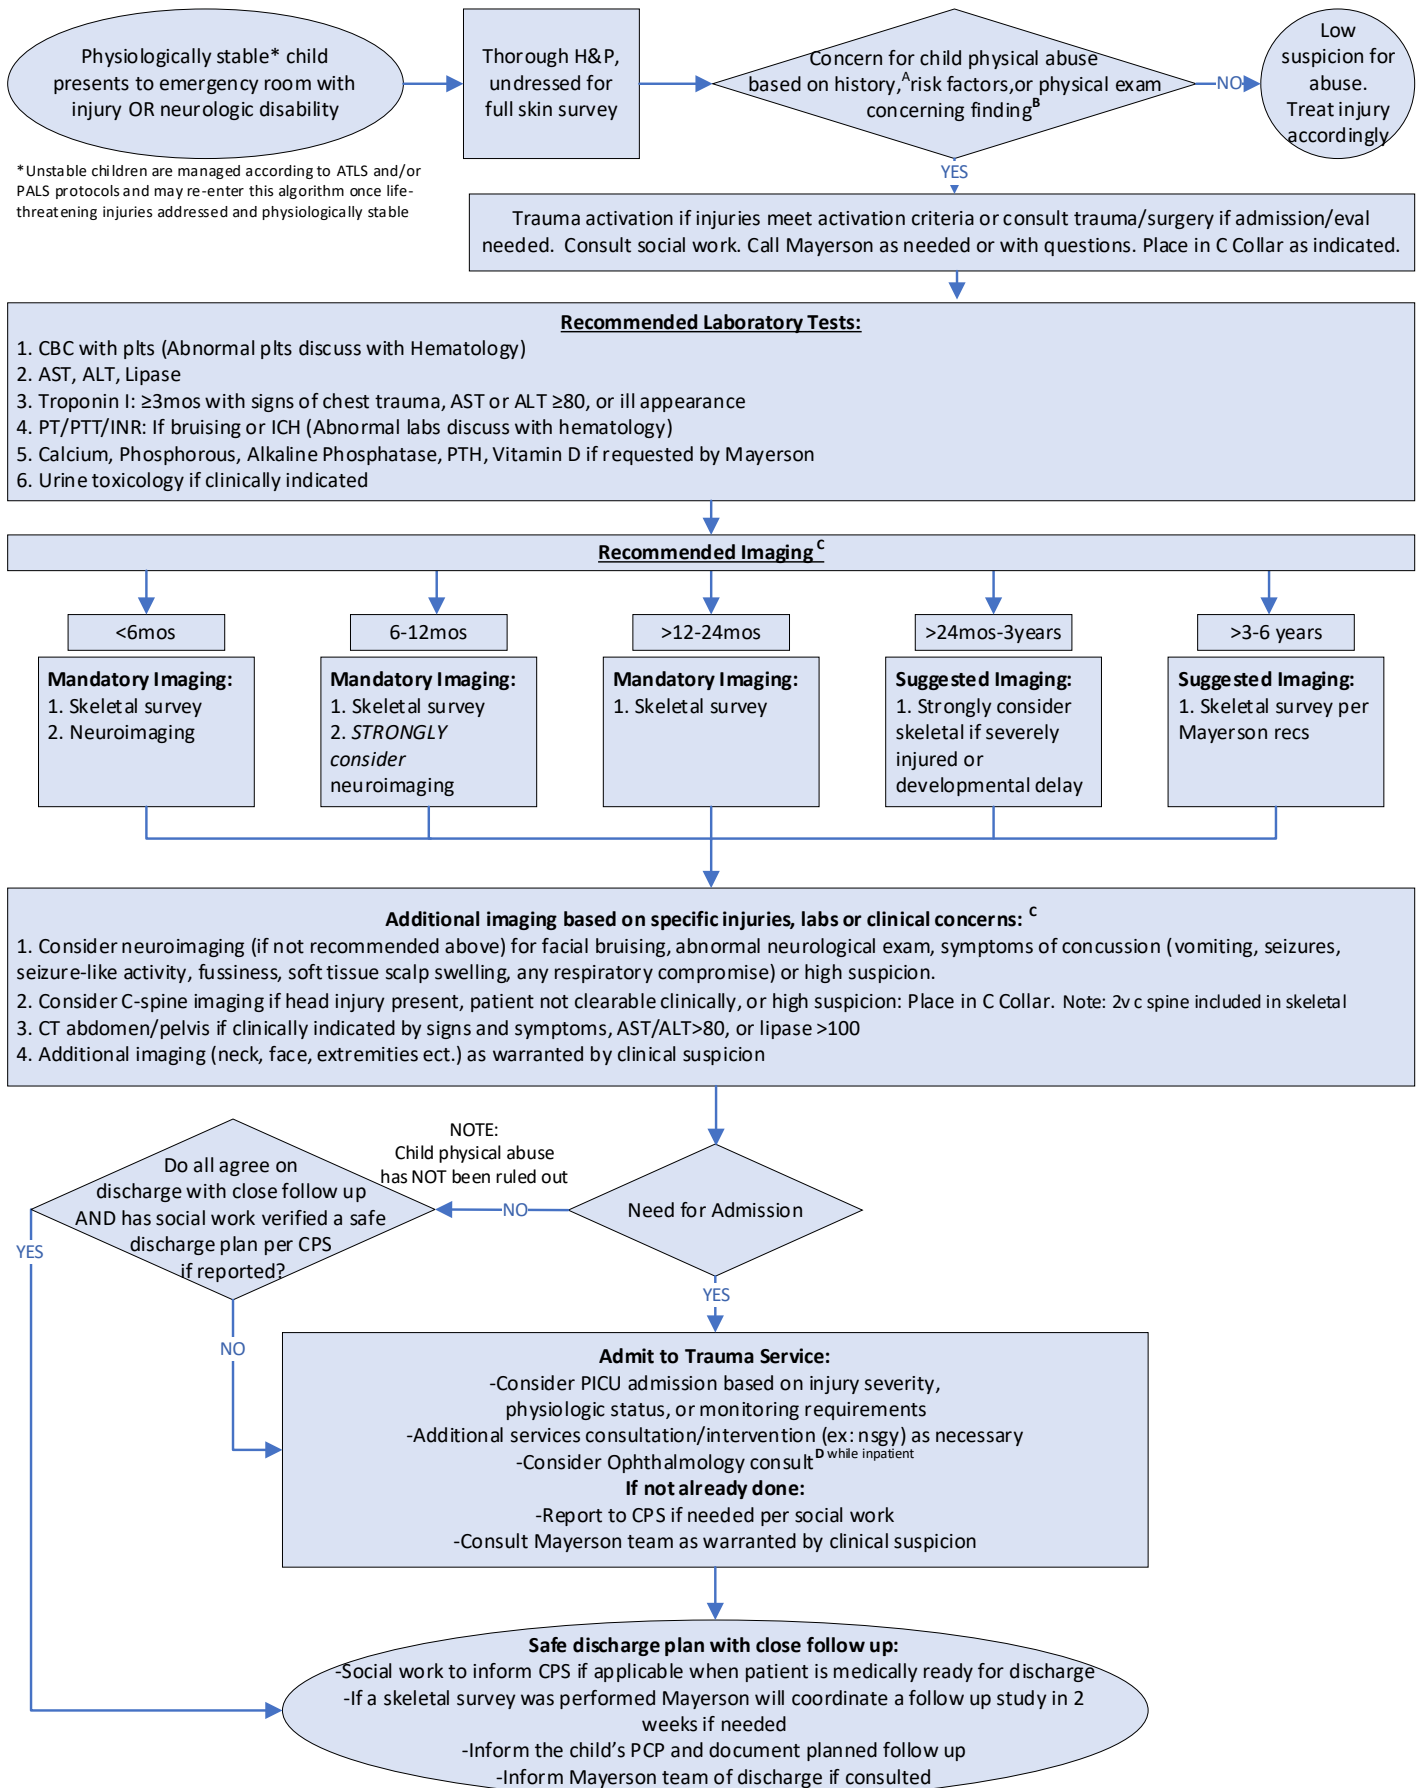 Physiologically stable* child
presents to emergency room with
injury OR neurologic disability
Thorough H&P,
undressed for
full skin survey
Concern for child physical abuse
based on history,ᴬrisk factors,or physical exam
concerning findingᴮ
NO
Low
suspicion for
abuse.
Treat injury
accordingly
*Unstable children are managed according to ATLS and/or
PALS protocols and may re-enter this algorithm once life-
threatening injuries addressed and physiologically stable
YES
Trauma activation if injuries meet activation criteria or consult trauma/surgery if admission/eval
needed. Consult social work. Call Mayerson as needed or with questions. Place in C Collar as indicated.
Recommended Laboratory Tests:
1. CBC with plts (Abnormal plts discuss with Hematology)
2. AST, ALT, Lipase
3. Troponin I: ≥3mos with signs of chest trauma, AST or ALT ≥80, or ill appearance
4. PT/PTT/INR: If bruising or ICH (Abnormal labs discuss with hematology)
5. Calcium, Phosphorous, Alkaline Phosphatase, PTH, Vitamin D if requested by Mayerson
6. Urine toxicology if clinically indicated
Recommended Imaging C
<6mos
6-12mos
>12-24mos
>24mos-3years
>3-6 years
Mandatory Imaging:
1. Skeletal survey
2. Neuroimaging
Mandatory Imaging:
1. Skeletal survey
2. STRONGLY
consider
neuroimaging
Mandatory Imaging:
1. Skeletal survey
Suggested Imaging:
1. Strongly consider
skeletal if severely
injured or
developmental delay
Suggested Imaging:
1. Skeletal survey per
Mayerson recs
Additional imaging based on specific injuries, labs or clinical concerns: C
1. Consider neuroimaging (if not recommended above) for facial bruising, abnormal neurological exam, symptoms of concussion (vomiting, seizures,
seizure-like activity, fussiness, soft tissue scalp swelling, any respiratory compromise) or high suspicion.
2. Consider C-spine imaging if head injury present, patient not clearable clinically, or high suspicion: Place in C Collar. Note: 2v c spine included in skeletal
3. CT abdomen/pelvis if clinically indicated by signs and symptoms, AST/ALT>80, or lipase >100
4. Additional imaging (neck, face, extremities ect.) as warranted by clinical suspicion
Do all agree on
discharge with close follow up
AND has social work verified a safe
discharge plan per CPS
if reported?
NOTE:
Child physical abuse
has NOT been ruled out
NO
Need for Admission
YES
YES
NO
Admit to Trauma Service:
-Consider PICU admission based on injury severity,
physiologic status, or monitoring requirements
-Additional services consultation/intervention (ex: nsgy) as necessary
-Consider Ophthalmology consultD while inpatient
If not already done:
-Report to CPS if needed per social work
-Consult Mayerson team as warranted by clinical suspicion
Safe discharge plan with close follow up:
-Social work to inform CPS if applicable when patient is medically ready for discharge
-If a skeletal survey was performed Mayerson will coordinate a follow up study in 2
weeks if needed
-Inform the child's PCP and document planned follow up
-Inform Mayerson team of discharge if consulted